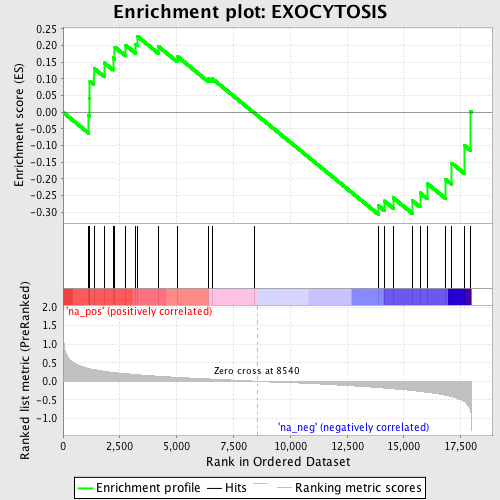 Enrichment plot: EXOCYTOSIS
Enrichment score (ES)
0.25
0.20
0.15
0.10
0.05
0.00
-0.05
-0.10
-0.15
-0.20
-0.25
-0.30
'na_pos' (positively correlated)
Ranked list metric (PreRanked)
2.0
1.5
1.0
0.5
0.0
-0.5
-1.0
Zero cross at 8540
'na_neg' (negatively correlated)
0
2,500
5,000
7,500
10,000
12,500
15,000
17,500
Rank in Ordered Dataset
Enrichment profile
Hits
Ranking metric scores